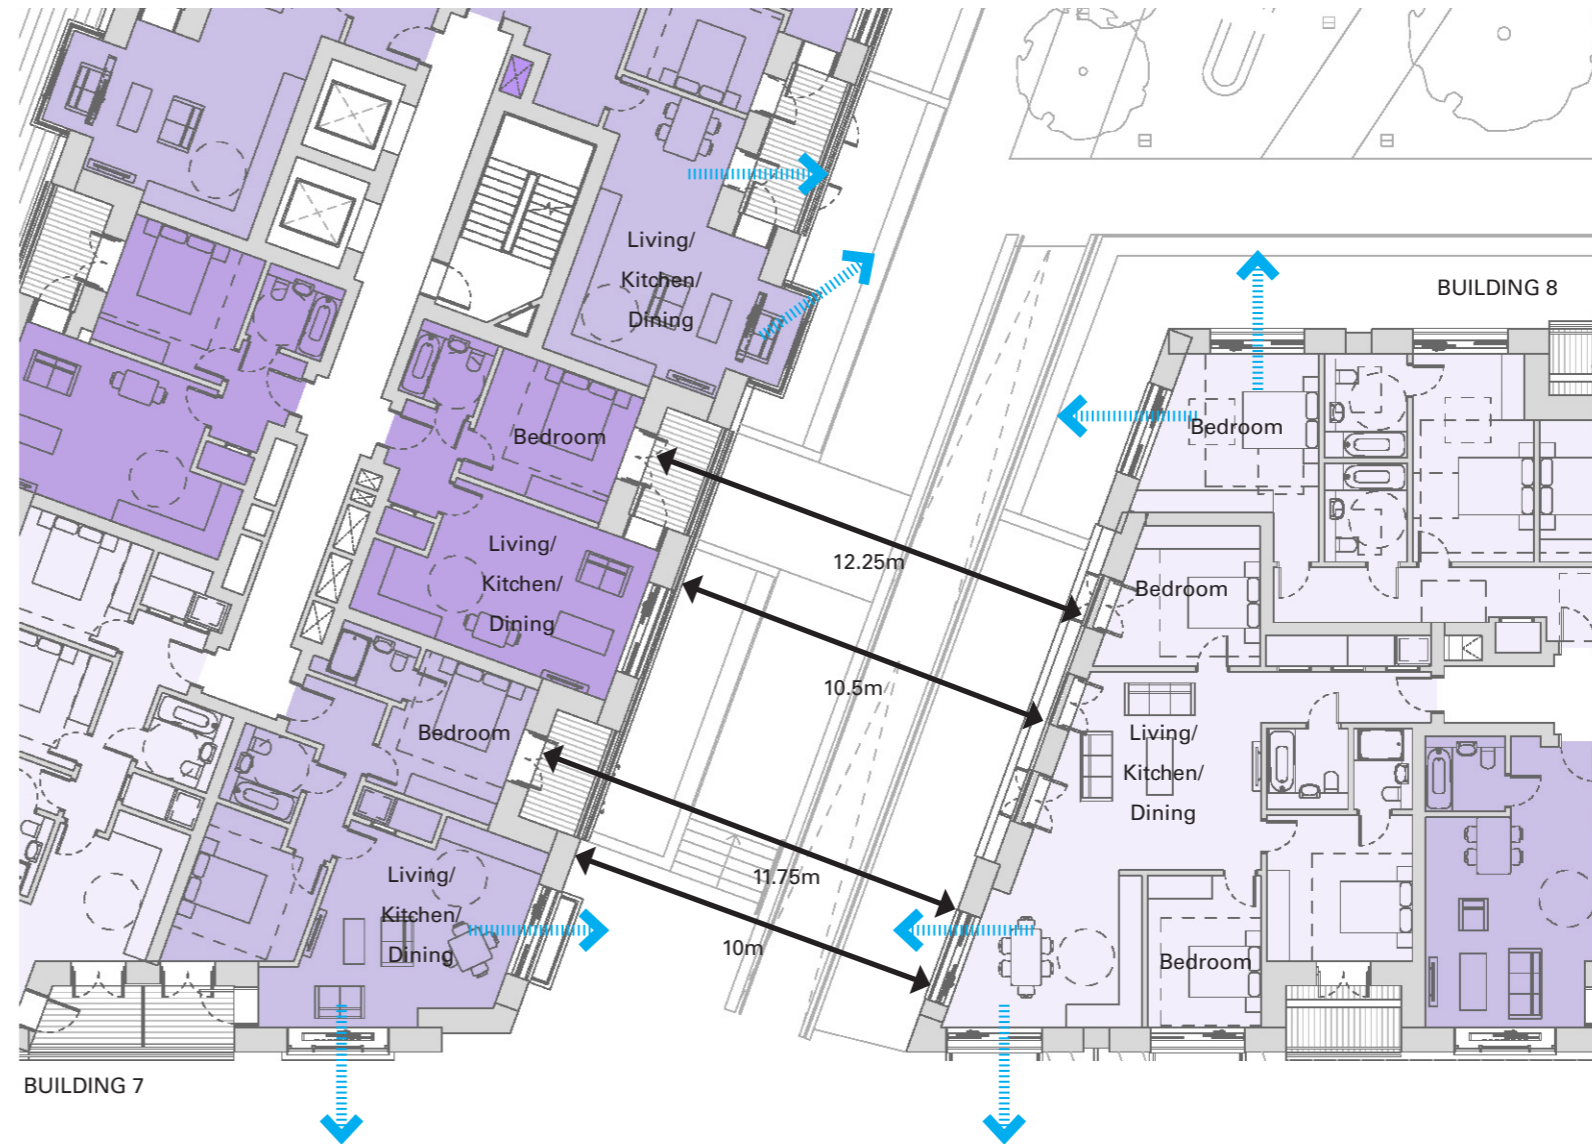 Living/
Kitchen/
Dining
BUILDING 8
Bedroom
Bedroom
12.25m
Living/
Kitchen/
Dining
Bedroom
10.5m
Bedroom
Living/
Kitchen/
Dining
11.75m
Living/
Kitchen/
Dining
10m
Bedroom
BUILDING 7